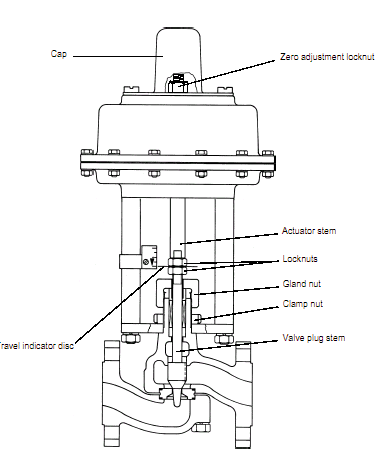 Cap
Zero adjustment locknut
Actuator stem
Locknuts
Gland nut
Clamp nut
Valve plug stem
ravel indicator disc